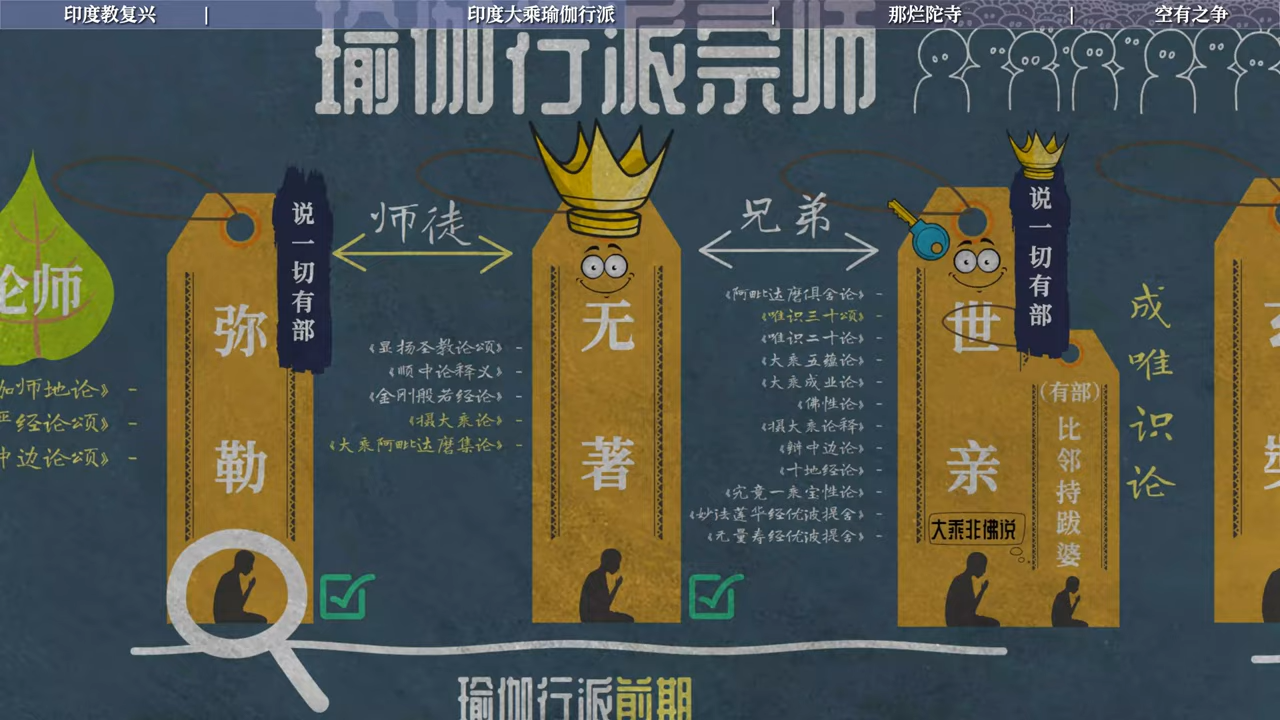 印度教复兴 | 印度大乘瑜伽行派 | 那烂陀寺 | 空有之争
瑜伽行派宗师
论师
伽师地论》-
严经论颂》-
中边论颂》-
弥勒
说一切有部
师徒
《显扬圣教论颂》-
《顺中论释义》-
《金刚般若经论》-
《摄大乘论》-
《大乘阿毗达磨集论》-
无著
兄弟
《阿毗达磨俱舍论》-
《唯识三十颂》-
《唯识二十论》-
《大乘五蕴论》-
《大乘成业论》-
《佛性论》-
《摄大乘论释》-
《辩中边论》-
《十地经论》-
《究竟一乘宝性论》-
《妙法莲华经优波提舍》-
《无量寿经优波提舍》-
世亲
大乘非佛说
说一切有部
(有部)
比邻持跋婆
成唯识论
瑜伽行派前期